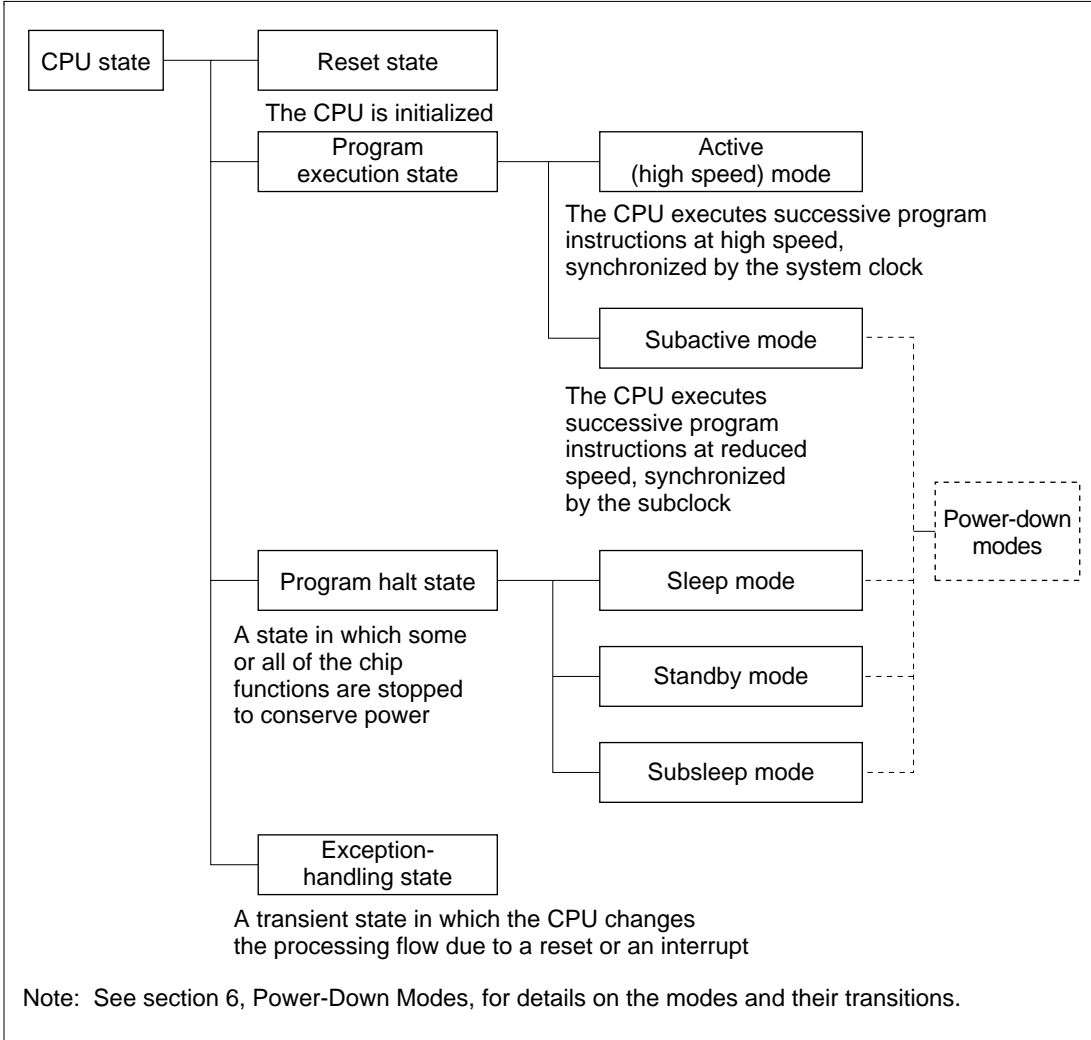 CPU state
Reset state
The CPU is initialized
Program
execution state
Active
(high speed) mode
The CPU executes successive program
instructions at high speed,
synchronized by the system clock
Subactive mode
The CPU executes
successive program
instructions at reduced
speed, synchronized
by the subclock
Power-down
modes
Program halt state
A state in which some
or all of the chip
functions are stopped
to conserve power
Sleep mode
Standby mode
Subsleep mode
Exception-
handling state
A transient state in which the CPU changes
the processing flow due to a reset or an interrupt
Note: See section 6, Power-Down Modes, for details on the modes and their transitions.